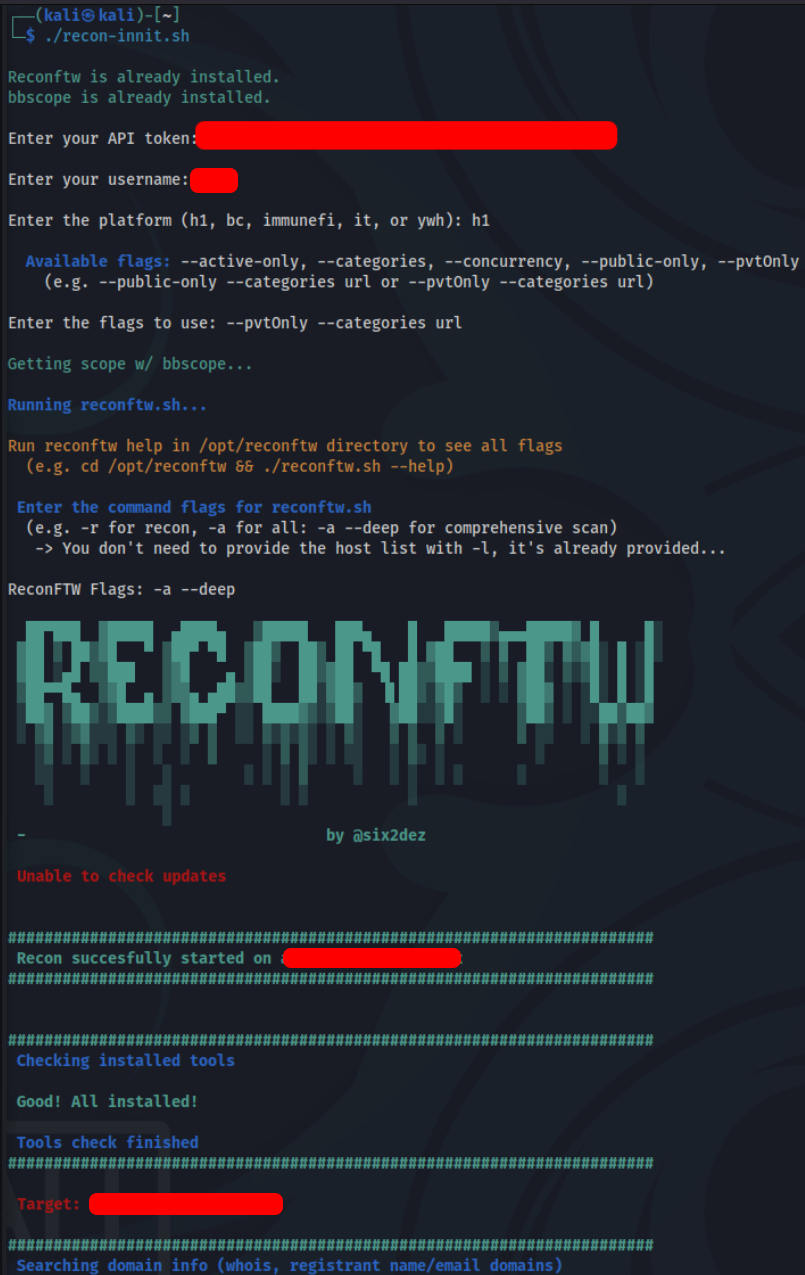 (kali㉿kali)-[~]
$ ./recon-innit.sh
Reconftw is already installed.
bbscope is already installed.
Enter your API token:
Enter your username:
Enter the platform (h1, bc, immunefi, it, or ywh): h1
Available flags: --active-only, --categories, --concurrency, --public-only, --pvtOnly
(e.g. --public-only --categories url or --pvtOnly --categories url)
Enter the flags to use: --pvtOnly --categories url
Getting scope w/ bbscope...
Running reconftw.sh...
Run reconftw help in /opt/reconftw directory to see all flags
(e.g. cd /opt/reconftw && ./reconftw.sh --help)
Enter the command flags for reconftw.sh
(e.g. -r for recon, -a for all: -a --deep for comprehensive scan)
-> You don't need to provide the host list with -l, it's already provided...
ReconFTW Flags: -a --deep
RECONFTW
- by @six2dez
Unable to check updates
#######################################################################
Recon succesfully started on
#######################################################################
#######################################################################
Checking installed tools
Good! All installed!
Tools check finished
#######################################################################
Target:
#######################################################################
Searching domain info (whois, registrant name/email domains)